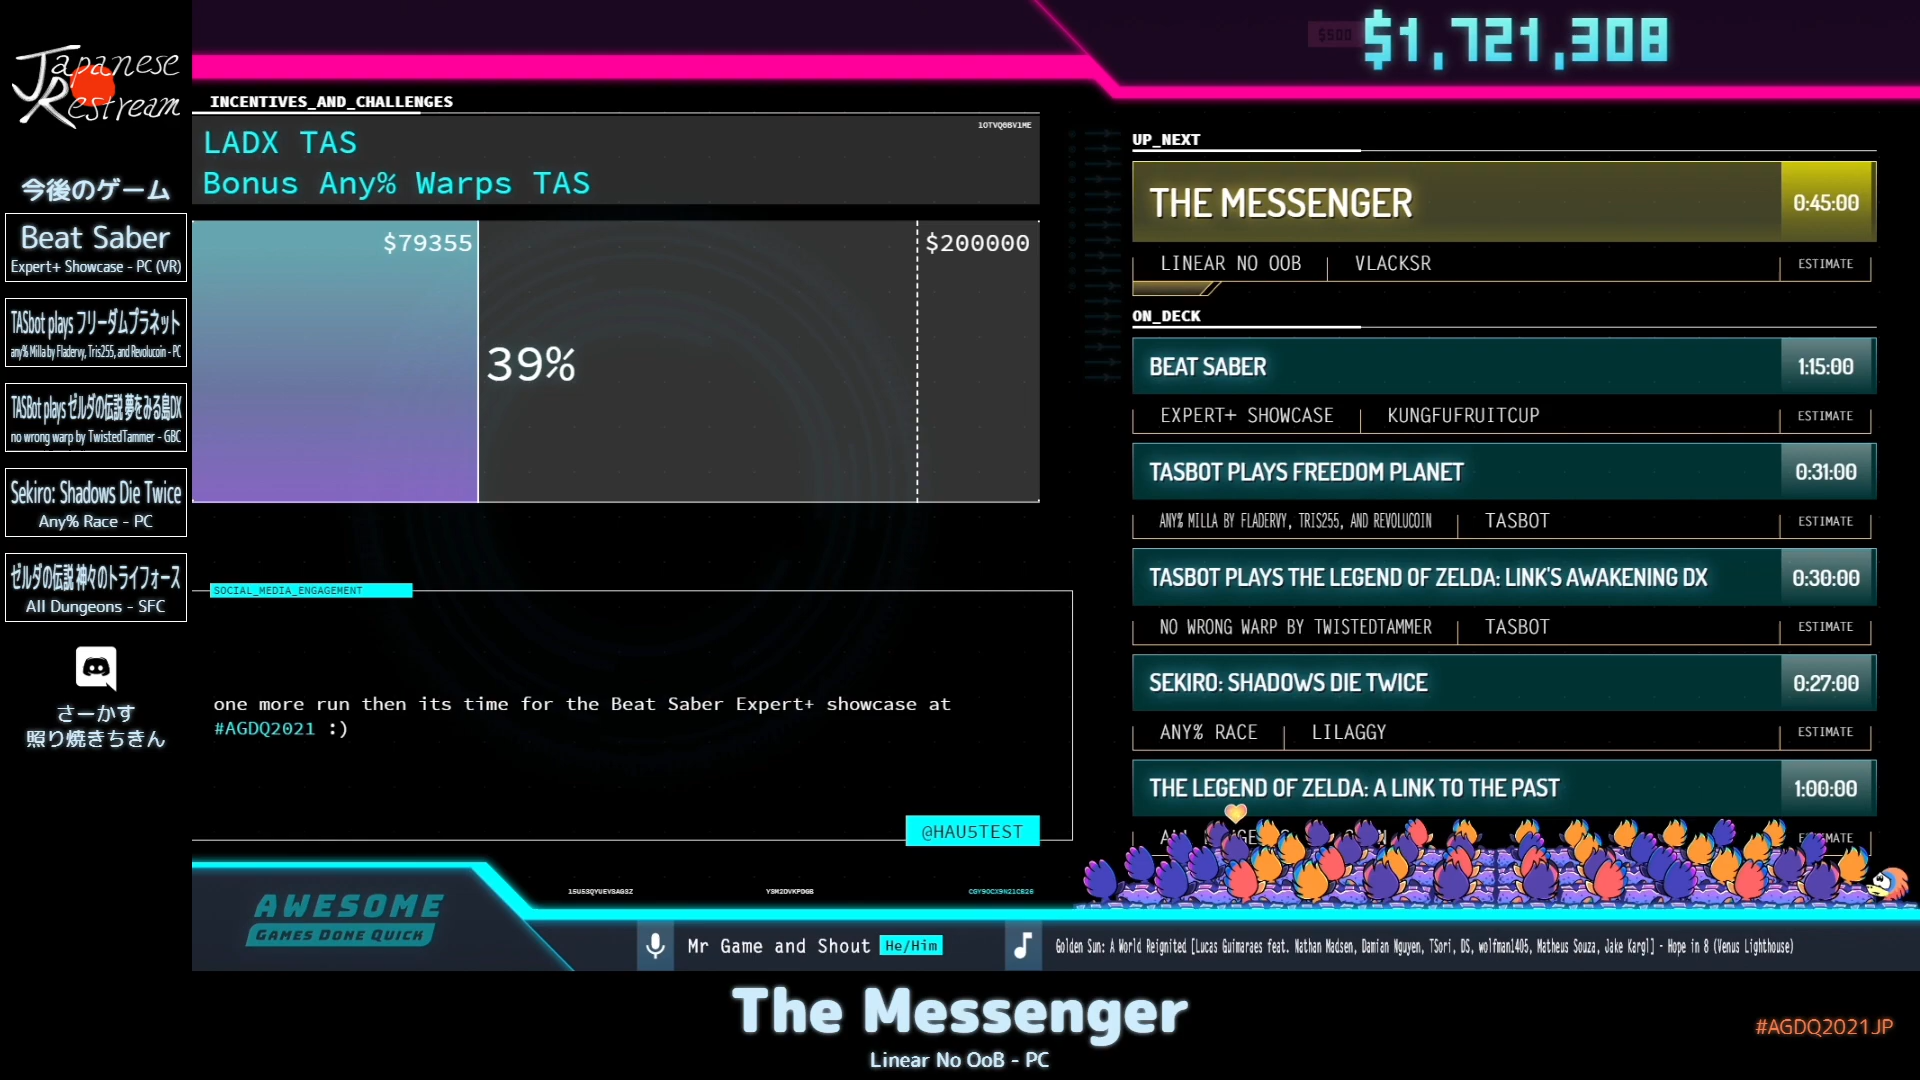 Japanese
Restream
今後のゲーム
Beat Saber
Expert+ Showcase - PC (VR)
TASbot plays フリーダムプラネット
any% Milla by Fladervy, Tris255, and Revolucoin - PC
TASBot plays ゼルダの伝説 夢をみる島DX
no wrong warp by TwistedTammer - GBC
Sekiro: Shadows Die Twice
Any% Race - PC
ゼルダの伝説 神々のトライフォース
All Dungeons - SFC
さーかす
照り焼きちきん
$500
$1,721,308
INCENTIVES_AND_CHALLENGES
LADX TAS
Bonus Any% Warps TAS
$79355
$200000
39%
SOCIAL_MEDIA_ENGAGEMENT
one more run then its time for the Beat Saber Expert+ showcase at
#AGDQ2021 :)
@HAU5TEST
UP_NEXT
THE MESSENGER
0:45:00
LINEAR NO OOB
VLACKSR
ESTIMATE
ON_DECK
BEAT SABER
1:15:00
EXPERT+ SHOWCASE
KUNGFUFRUITCUP
ESTIMATE
TASBOT PLAYS FREEDOM PLANET
0:31:00
ANY% MILLA BY FLADERVY, TRIS255, AND REVOLUCOIN
TASBOT
ESTIMATE
TASBOT PLAYS THE LEGEND OF ZELDA: LINK'S AWAKENING DX
0:30:00
NO WRONG WARP BY TWISTEDTAMMER
TASBOT
ESTIMATE
SEKIRO: SHADOWS DIE TWICE
0:27:00
ANY% RACE
LILAGGY
ESTIMATE
THE LEGEND OF ZELDA: A LINK TO THE PAST
1:00:00
AWESOME
GAMES DONE QUICK
Mr Game and Shout He/Him
Golden Sun: A World Reignited [Lucas Guimaraes feat. Nathan Madsen, Damian Nguyen, TSori, DS, wolfman1405, Matheus Souza, Jake Kargl] - Hope in 8 (Venus Lighthouse)
The Messenger
Linear No OoB - PC
#AGDQ2021JP